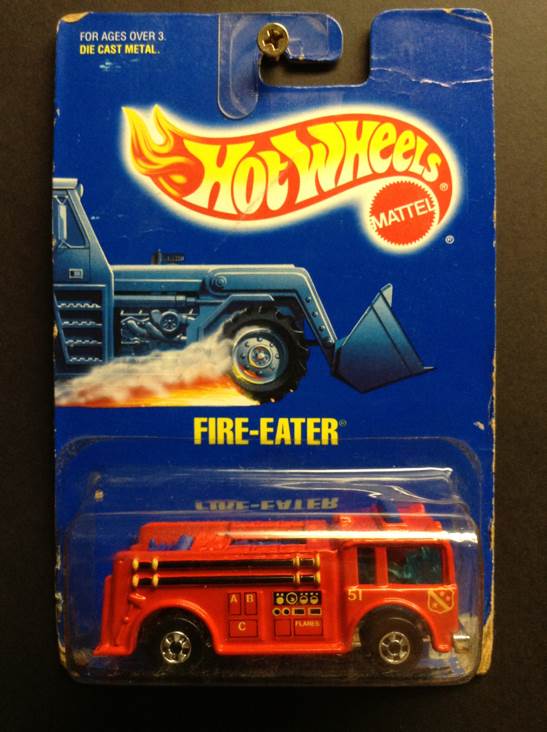 FOR AGES OVER 3.
DIE CAST METAL.
HOT WHEELS®
MATTEL
®
FIRE-EATER®
FIRE-EATER
A B
C
FLARES
51